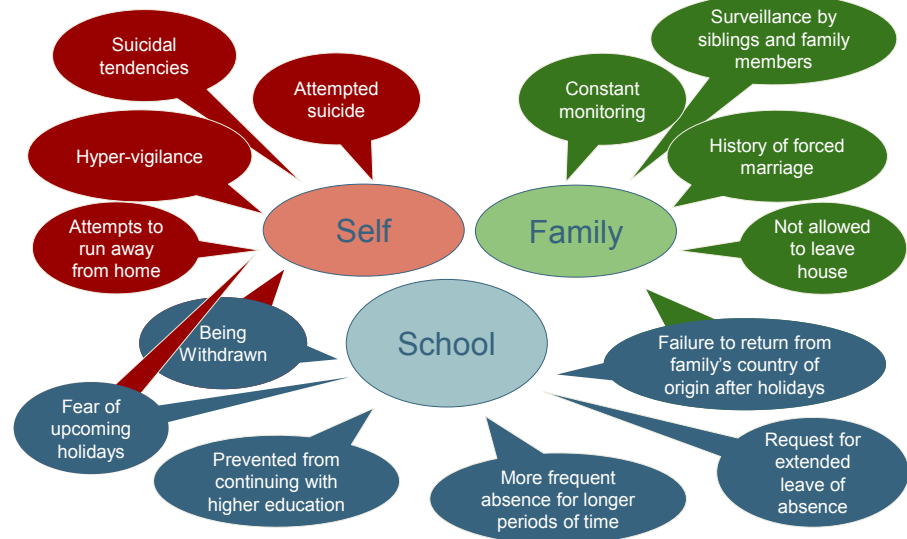 Suicidal
tendencies
Attempted
suicide
Constant
monitoring
Surveillance by
siblings and family
members
Hyper-vigilance
History of forced
marriage
Attempts to
run away
from home
Self
Family
Not allowed
to leave
house
Being
Withdrawn
School
Failure to return from
family’s country of
origin after holidays
Fear of
upcoming
holidays
Prevented from
continuing with
higher education
More frequent
absence for longer
periods of time
Request for
extended
leave of
absence